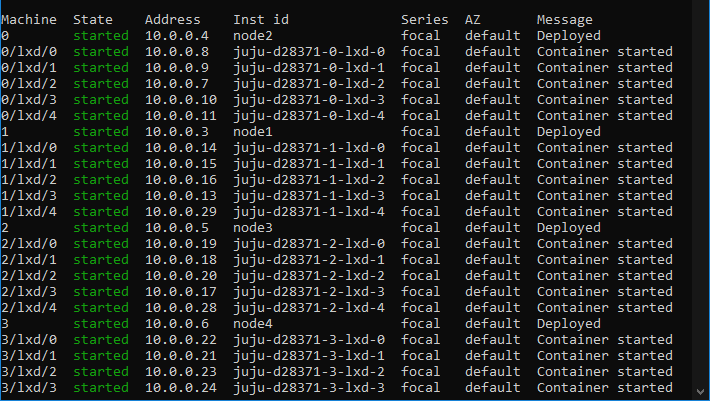 Machine  State    Address    Inst id              Series  AZ       Message
0        started  10.0.0.4   node2                focal   default  Deployed
0/lxd/0  started  10.0.0.8   juju-d28371-0-lxd-0  focal   default  Container started
0/lxd/1  started  10.0.0.9   juju-d28371-0-lxd-1  focal   default  Container started
0/lxd/2  started  10.0.0.7   juju-d28371-0-lxd-2  focal   default  Container started
0/lxd/3  started  10.0.0.10  juju-d28371-0-lxd-3  focal   default  Container started
0/lxd/4  started  10.0.0.11  juju-d28371-0-lxd-4  focal   default  Container started
1        started  10.0.0.3   node1                focal   default  Deployed
1/lxd/0  started  10.0.0.14  juju-d28371-1-lxd-0  focal   default  Container started
1/lxd/1  started  10.0.0.15  juju-d28371-1-lxd-1  focal   default  Container started
1/lxd/2  started  10.0.0.16  juju-d28371-1-lxd-2  focal   default  Container started
1/lxd/3  started  10.0.0.13  juju-d28371-1-lxd-3  focal   default  Container started
1/lxd/4  started  10.0.0.29  juju-d28371-1-lxd-4  focal   default  Container started
2        started  10.0.0.5   node3                focal   default  Deployed
2/lxd/0  started  10.0.0.19  juju-d28371-2-lxd-0  focal   default  Container started
2/lxd/1  started  10.0.0.18  juju-d28371-2-lxd-1  focal   default  Container started
2/lxd/2  started  10.0.0.20  juju-d28371-2-lxd-2  focal   default  Container started
2/lxd/3  started  10.0.0.17  juju-d28371-2-lxd-3  focal   default  Container started
2/lxd/4  started  10.0.0.28  juju-d28371-2-lxd-4  focal   default  Container started
3        started  10.0.0.6   node4                focal   default  Deployed
3/lxd/0  started  10.0.0.22  juju-d28371-3-lxd-0  focal   default  Container started
3/lxd/1  started  10.0.0.21  juju-d28371-3-lxd-1  focal   default  Container started
3/lxd/2  started  10.0.0.23  juju-d28371-3-lxd-2  focal   default  Container started
3/lxd/3  started  10.0.0.24  juju-d28371-3-lxd-3  focal   default  Container started